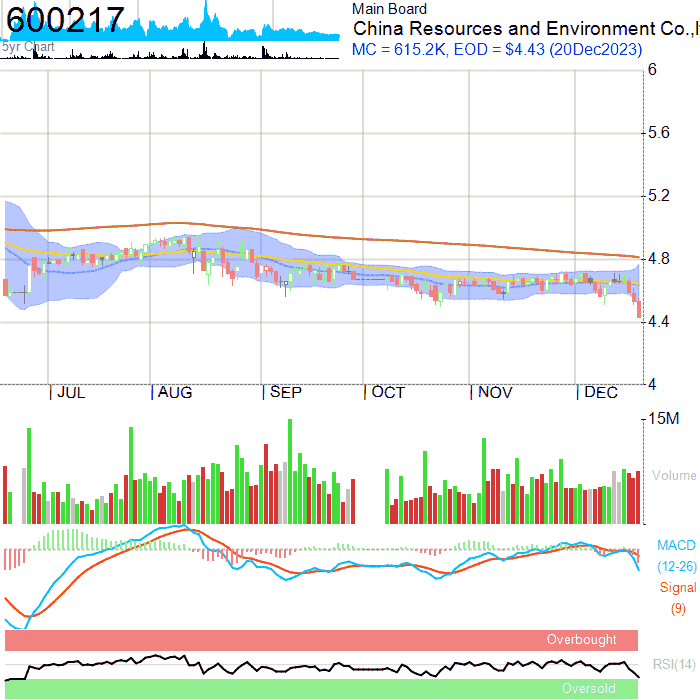 600217
5yr Chart
Main Board
China Resources and Environment Co.,l
MC = 615.2K, EOD = $4.43 (20Dec2023)
6
5.6
5.2
4.8
4.4
4
JUL AUG SEP OCT NOV DEC
15M
Volume
MACD
(12-26)
Signal
(9)
Overbought
RSI(14)
Oversold